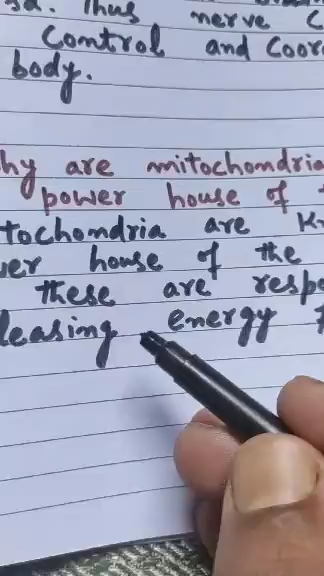 Thus nerve C
Control and Coor
body.
hy are mitochondria
power house of
tochondria are K
er house of the
these are respo
leasing energy